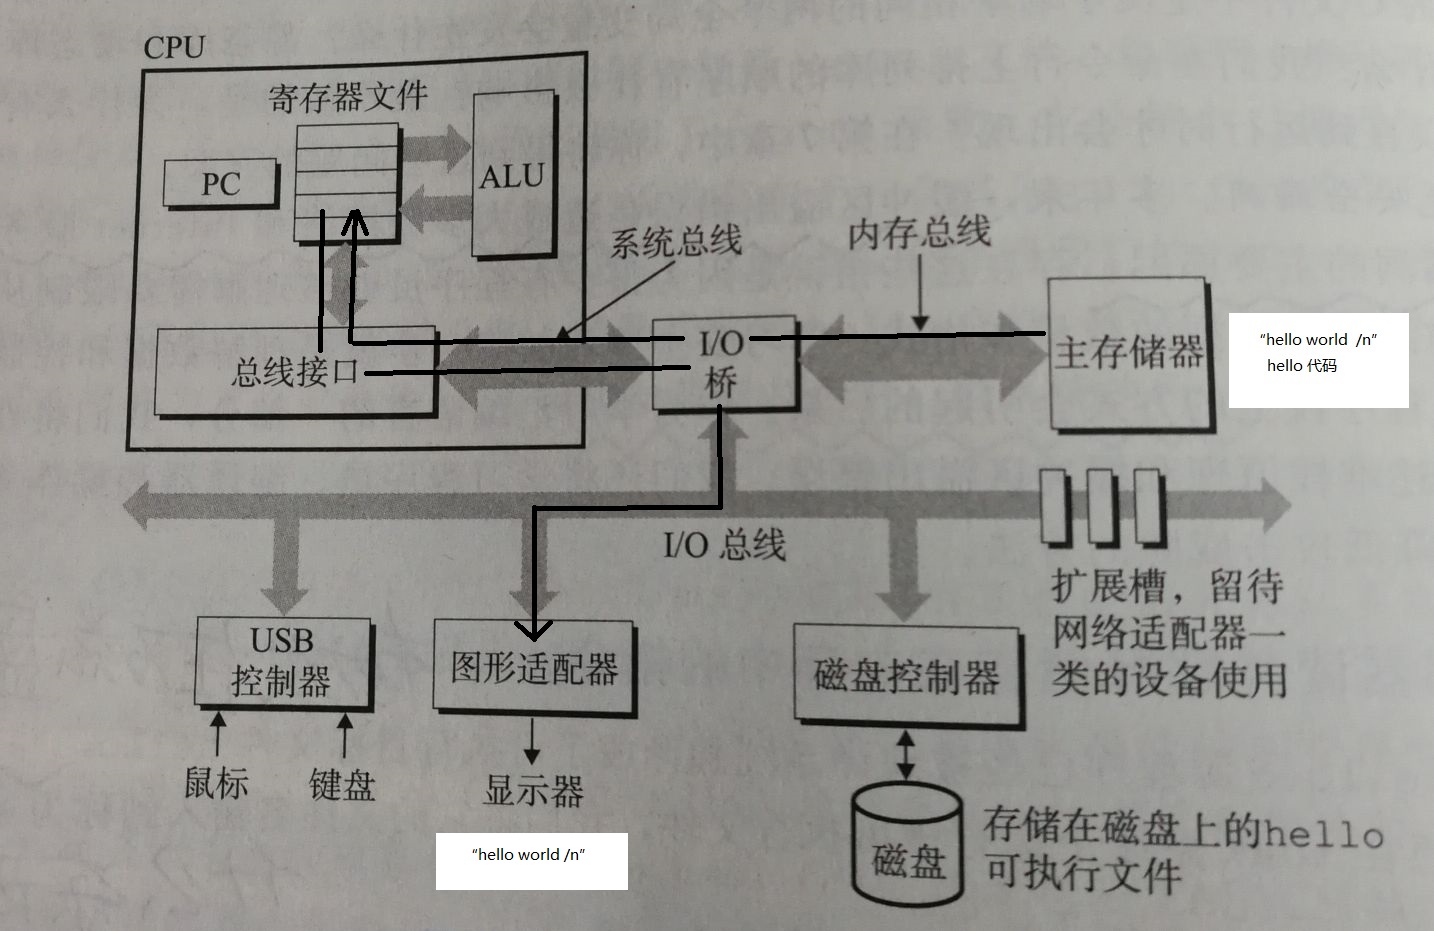 CPU
寄存器文件
PC
ALU
系统总线
内存总线
总线接口
I/O
桥
主存储器
"hello world /n"
hello 代码
I/O 总线
扩展槽，留待
网络适配器一
类的设备使用
USB
控制器
图形适配器
磁盘控制器
鼠标
键盘
显示器
"hello world /n"
磁盘
存储在磁盘上的hello
可执行文件